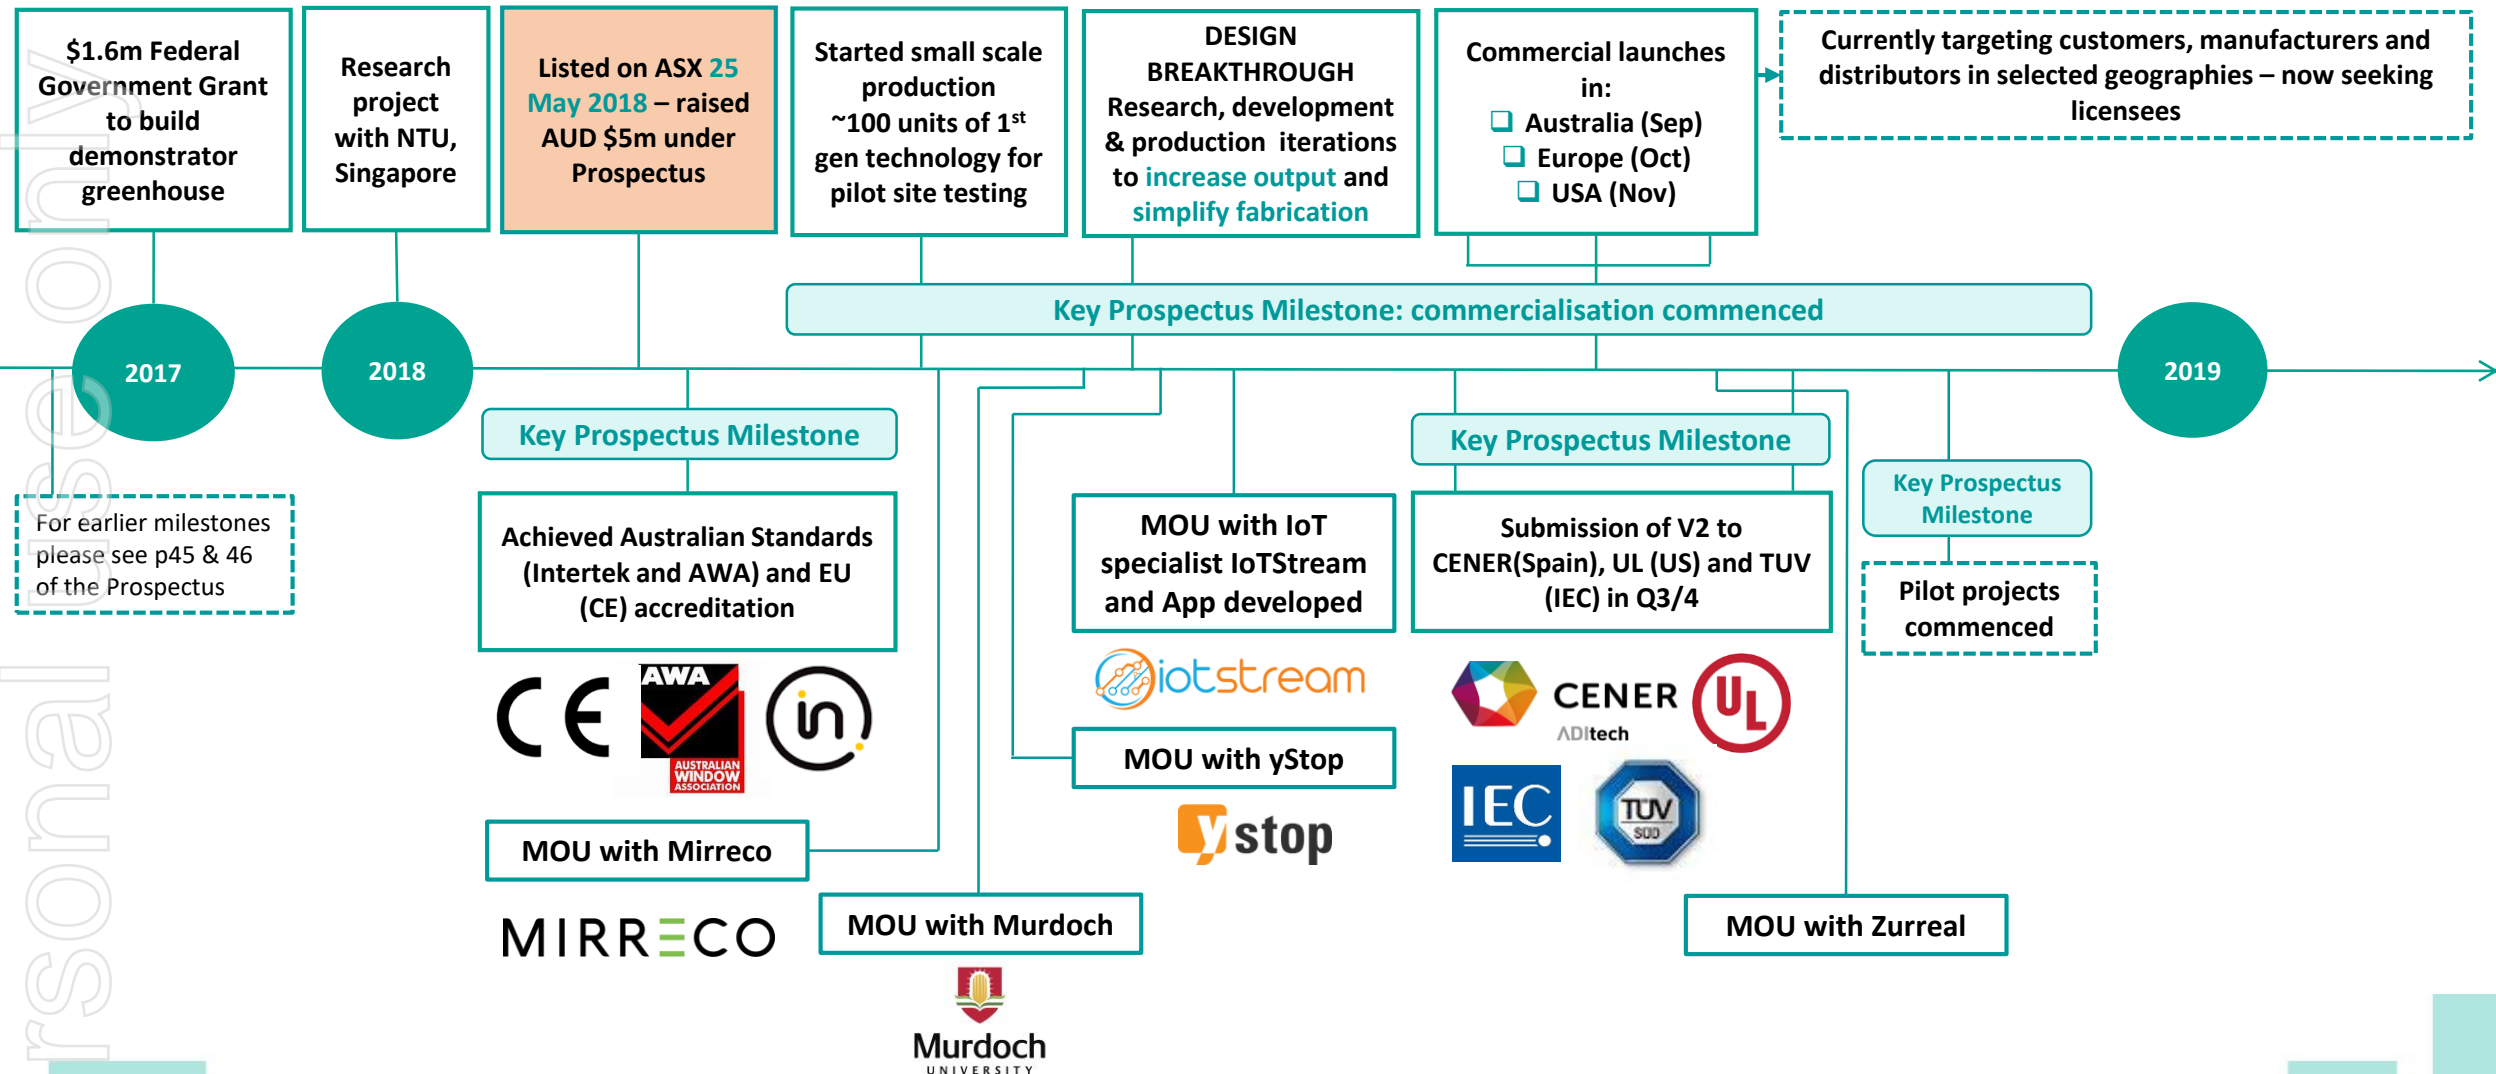 $1.6m Federal
Government Grant
to build
demonstrator
greenhouse
Research
project
with NTU,
Singapore
Listed on ASX 25
May 2018 – raised
AUD $5m under
Prospectus
Started small scale
production
~100 units of 1st
gen technology for
pilot site testing
DESIGN
BREAKTHROUGH
Research, development
& production iterations
to increase output and
simplify fabrication
Commercial launches
in:
❑ Australia (Sep)
❑ Europe (Oct)
❑ USA (Nov)
Currently targeting customers, manufacturers and
distributors in selected geographies – now seeking
licensees
Key Prospectus Milestone: commercialisation commenced
2017
2018
2019
Key Prospectus Milestone
Key Prospectus Milestone
Key Prospectus
Milestone
For earlier milestones
please see p45 & 46
of the Prospectus
Achieved Australian Standards
(Intertek and AWA) and EU
(CE) accreditation
MOU with IoT
specialist IoTStream
and App developed
Submission of V2 to
CENER(Spain), UL (US) and TUV
(IEC) in Q3/4
Pilot projects
commenced
CE
AWA
AUSTRALIAN
WINDOW
ASSOCIATION
in
iotstream
CENER
ADItech
UL
MOU with yStop
y stop
IEC
TÜV
SÜD
MOU with Mirreco
MIRRECO
MOU with Murdoch
Murdoch
UNIVERSITY
MOU with Zurreal
rsonal use only